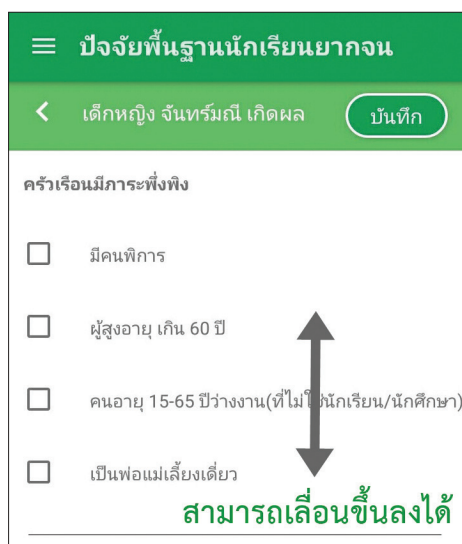 ปัจจัยพื้นฐานนักเรียนยากจน
เด็กหญิง จันทร์มณี เกิดผล
บันทึก
ครัวเรือนมีภาระพึ่งพิง
มีคนพิการ
ผู้สูงอายุ เกิน 60 ปี
คนอายุ 15-65 ปีว่างงาน(ที่ไม่ใช่นักเรียน/นักศึกษา)
เป็นพ่อแม่เลี้ยงเดี่ยว
สามารถเลื่อนขึ้นลงได้